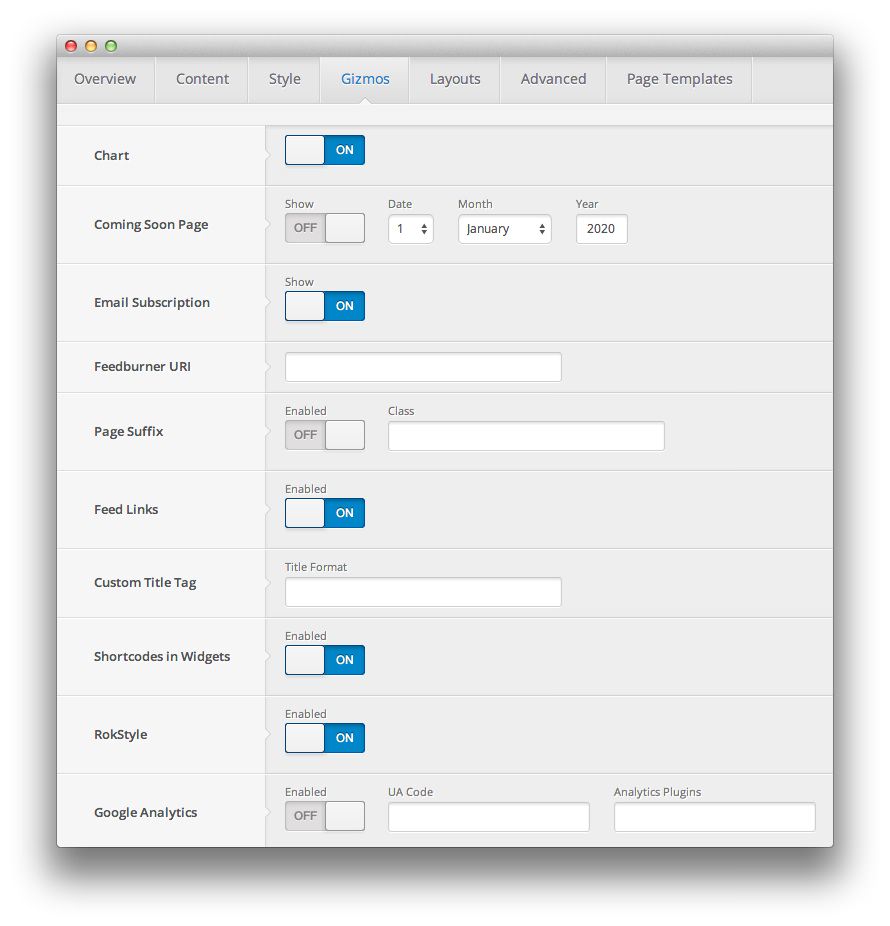 Overview Content Style Gizmos Layouts Advanced Page Templates
Chart ON
Show Date Month Year
Coming Soon Page OFF 1 January 2020
Show
Email Subscription ON
Feedburner URI
Enabled Class
Page Suffix OFF
Enabled
Feed Links ON
Title Format
Custom Title Tag
Enabled
Shortcodes in Widgets ON
Enabled
RokStyle ON
Enabled UA Code Analytics Plugins
Google Analytics OFF